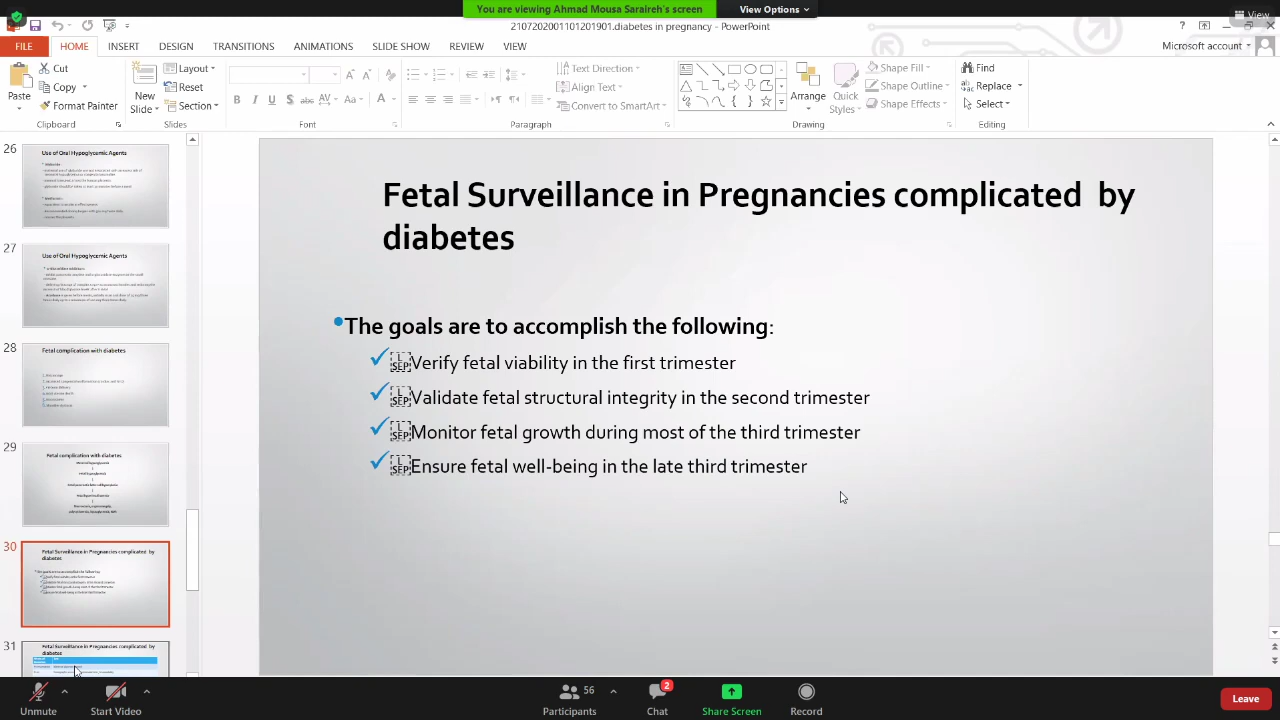 You are viewing Ahmad Mousa Saraireh's screen
View Options
View
2107202001101201901.diabetes in pregnancy - PowerPoint
FILE
HOME
INSERT
DESIGN
TRANSITIONS
ANIMATIONS
SLIDE SHOW
REVIEW
VIEW
Microsoft account
Paste
Cut
Copy
Format Painter
Clipboard
New Slide
Layout
Reset
Section
Slides
Font
Text Direction
Align Text
Convert to SmartArt
Paragraph
Arrange
Quick Styles
Shape Fill
Shape Outline
Shape Effects
Drawing
Find
Replace
Select
Editing
26
Use of Oral Hypoglycemic Agents
27
Use of Oral Hypoglycemic Agents
28
Fetal complication with diabetes
29
Fetal complication with diabetes
30
Fetal Surveillance in Pregnancies complicated by
diabetes
31
Fetal Surveillance in Pregnancies complicated by
diabetes
Fetal Surveillance in Pregnancies complicated by
diabetes
•The goals are to accomplish the following:
✓ L SEP Verify fetal viability in the first trimester
✓ L SEP Validate fetal structural integrity in the second trimester
✓ L SEP Monitor fetal growth during most of the third trimester
✓ L SEP Ensure fetal well-being in the late third trimester
Unmute
Start Video
56
Participants
2
Chat
Share Screen
Record
Leave